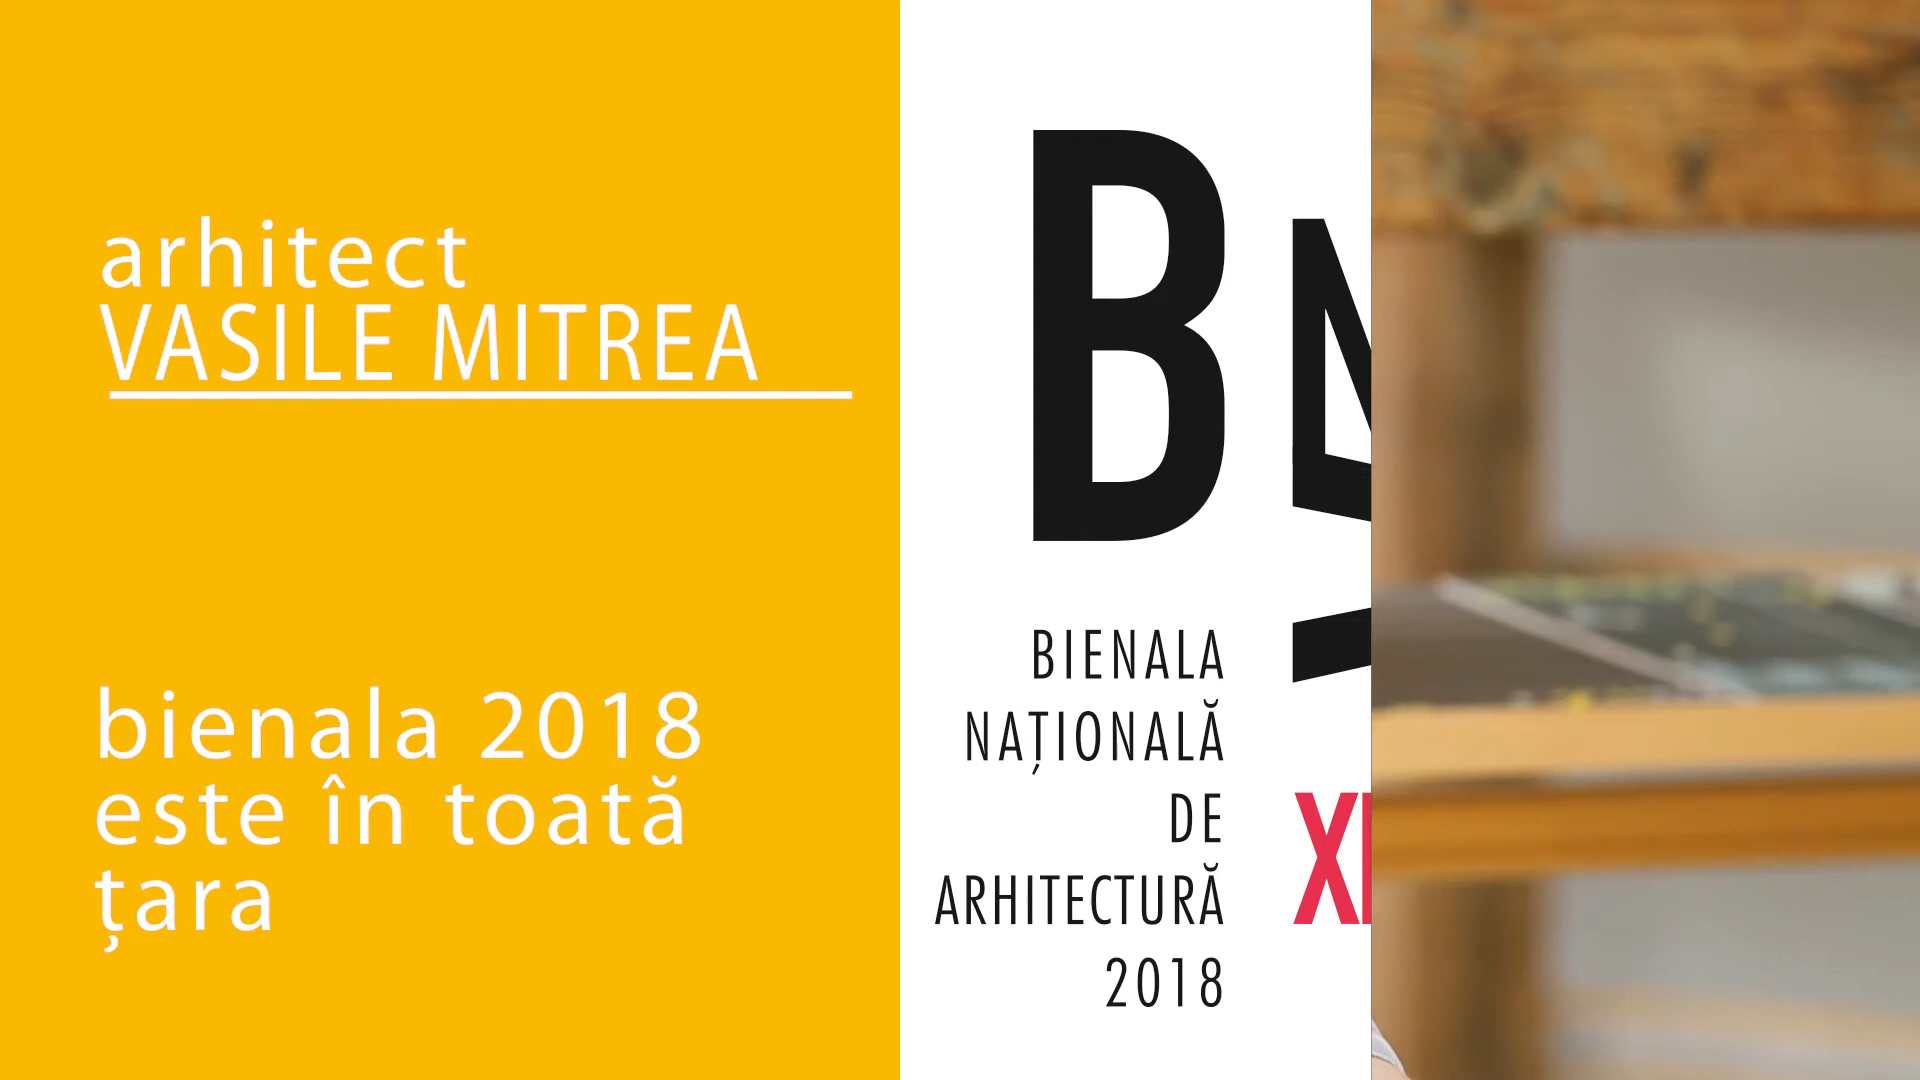 arhitect
VASILE MITREA
bienala 2018
este în toată
țara
B
BIENALA
NAȚIONALĂ
DE
ARHITECTURĂ
2018